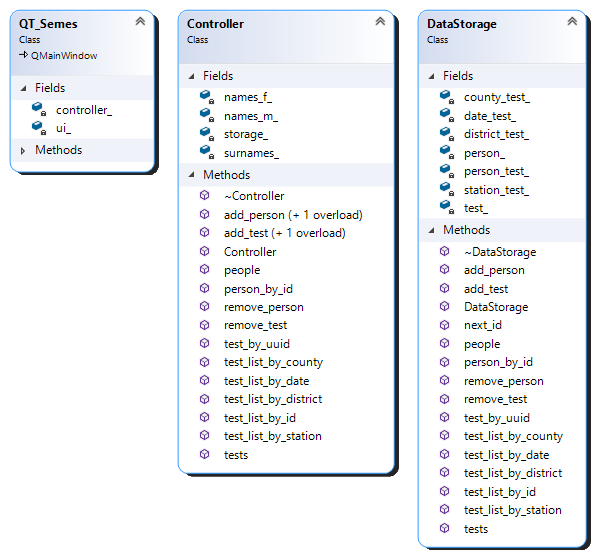 QT_Semes
Class
QMainWindow
Fields
controller_
ui_
Methods
Controller
Class
Fields
names_f_
names_m_
storage_
surnames_
Methods
~Controller
add_person (+ 1 overload)
add_test (+ 1 overload)
Controller
people
person_by_id
remove_person
remove_test
test_by_uuid
test_list_by_county
test_list_by_date
test_list_by_district
test_list_by_id
test_list_by_station
tests
DataStorage
Class
Fields
county_test_
date_test_
district_test_
person_
person_test_
station_test_
test_
Methods
~DataStorage
add_person
add_test
DataStorage
next_id
people
person_by_id
remove_person
remove_test
test_by_uuid
test_list_by_county
test_list_by_date
test_list_by_district
test_list_by_id
test_list_by_station
tests